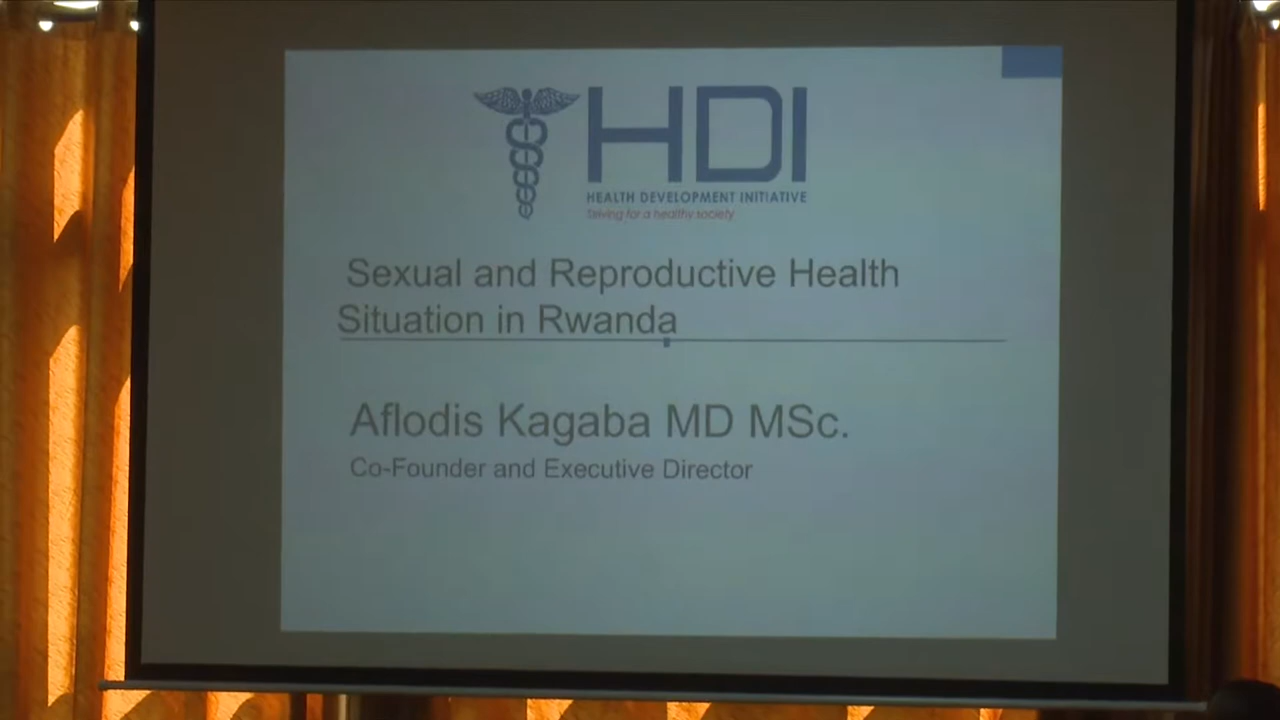 HDI
HEALTH DEVELOPMENT INITIATIVE
Striving for a healthy society
Sexual and Reproductive Health
Situation in Rwanda
Aflodis Kagaba MD MSc.
Co-Founder and Executive Director